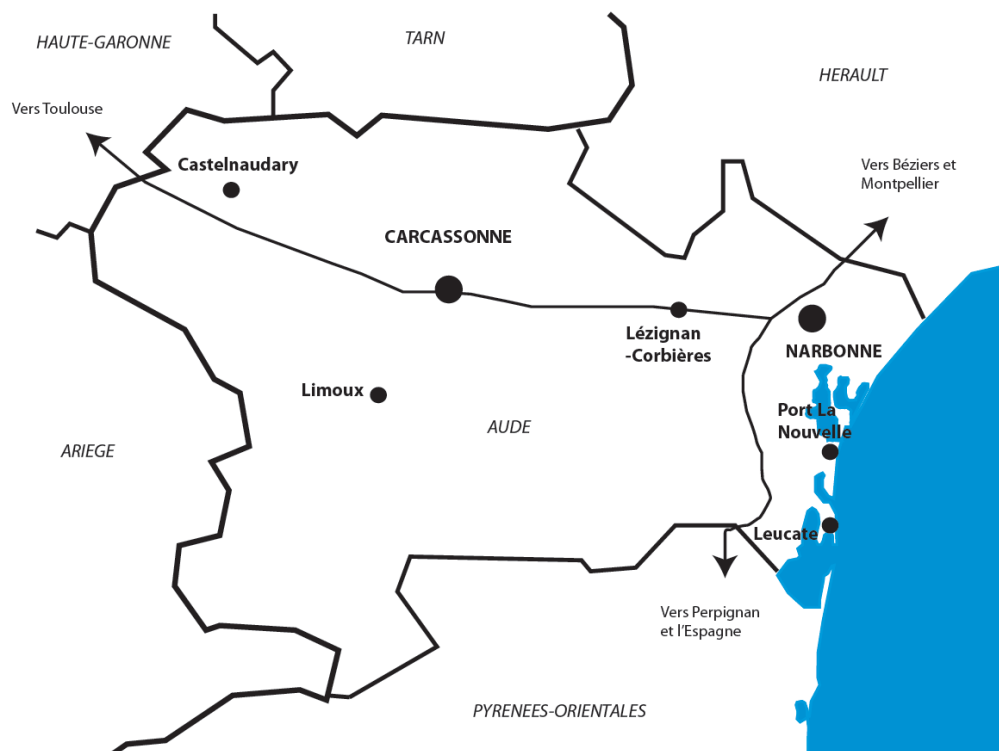 HAUTE-GARONNE
TARN
HERAULT
Vers Toulouse
Castelnaudary
Vers Béziers et
Montpellier
CARCASSONNE
Lézignan
-Corbières
NARBONNE
Limoux
Port La
Nouvelle
AUDE
ARIEGE
Leucate
Vers Perpignan
et l'Espagne
PYRENEES-ORIENTALES